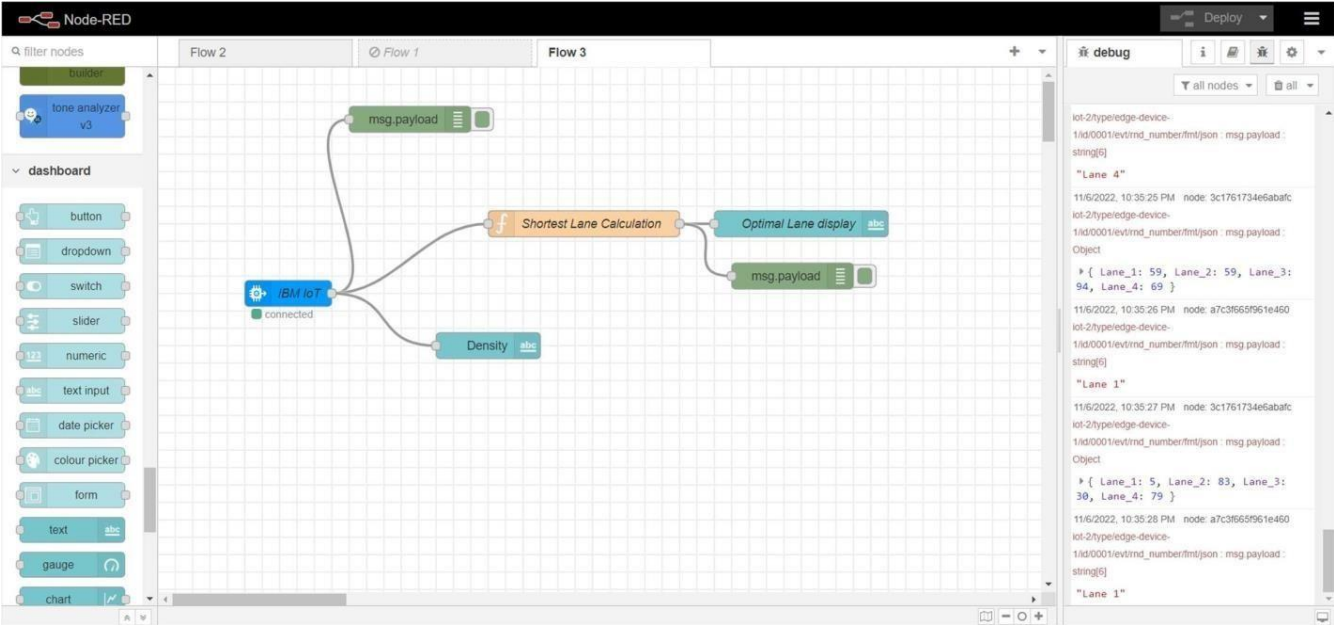 Node-RED
Deploy
filter nodes
builder
tone analyzer
v3
dashboard
button
dropdown
switch
slider
123 numeric
abc text input
date picker
colour picker
form
text abc
gauge
chart
Flow 2
Flow 1
Flow 3
msg.payload
f Shortest Lane Calculation
Optimal Lane display abc
msg.payload
IBM IoT
connected
Density abc
debug
i
all nodes
all
iot-2/type/edge-device-
1/id/0001/evt/rnd_number/fmt/json : msg.payload :
string[6]
"Lane 4"
11/6/2022, 10:35:25 PM node: 3c1761734e6abafc
iot-2/type/edge-device-
1/id/0001/evt/rnd_number/fmt/json : msg.payload :
Object
{ Lane_1: 59, Lane_2: 59, Lane_3:
94, Lane_4: 69 }
11/6/2022, 10:35:26 PM node: a7c3f665f961e460
iot-2/type/edge-device-
1/id/0001/evt/rnd_number/fmt/json : msg.payload :
string[6]
"Lane 1"
11/6/2022, 10:35:27 PM node: 3c1761734e6abafc
iot-2/type/edge-device-
1/id/0001/evt/rnd_number/fmt/json : msg.payload :
Object
{ Lane_1: 5, Lane_2: 83, Lane_3:
30, Lane_4: 79 }
11/6/2022, 10:35:28 PM node: a7c3f665f961e460
iot-2/type/edge-device-
1/id/0001/evt/rnd_number/fmt/json : msg.payload :
string[6]
"Lane 1"